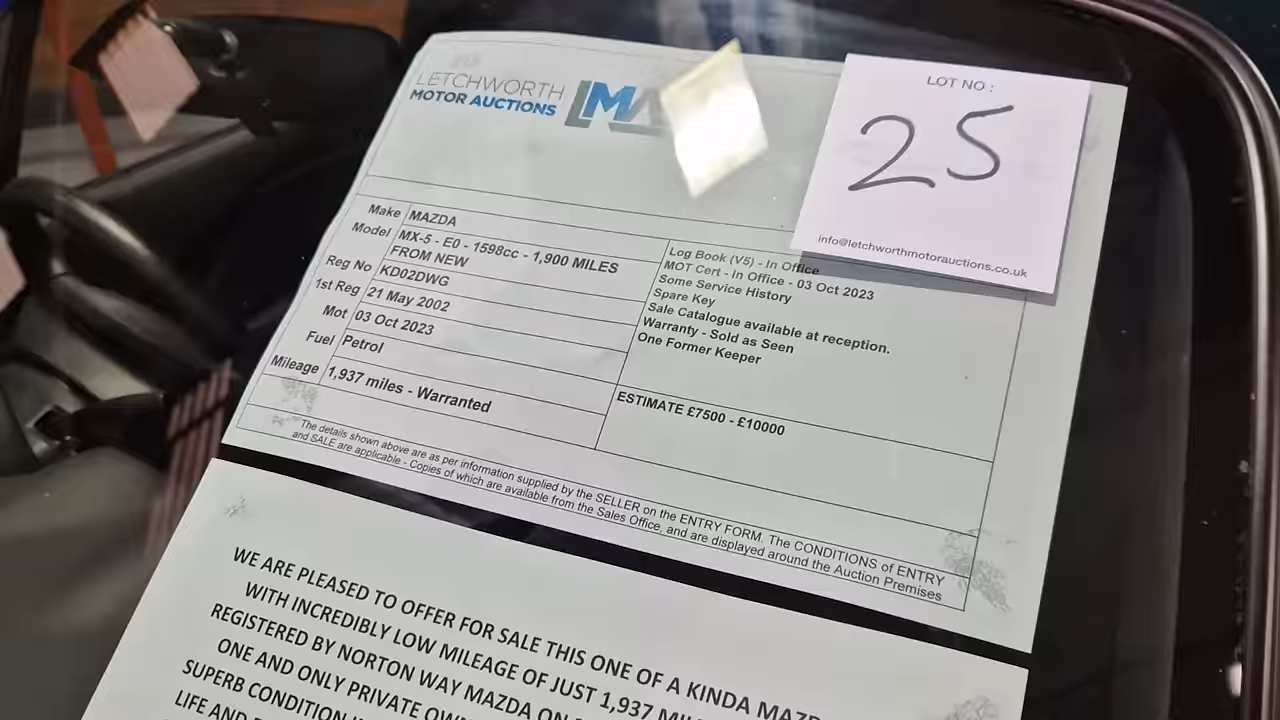 LETCHWORTH
MOTOR AUCTIONS
LMA
LOT NO :
25
info@letchworthmotorauctions.co.uk
Make MAZDA
Model MX-5 - E0 - 1598cc - 1,900 MILES
FROM NEW
Reg No KD02DWG
1st Reg 21 May 2002
Mot 03 Oct 2023
Fuel Petrol
Mileage 1,937 miles - Warranted
Log Book (V5) - In Office
MOT Cert - In Office - 03 Oct 2023
Some Service History
Spare Key
Sale Catalogue available at reception.
Warranty - Sold as Seen
One Former Keeper
ESTIMATE £7500 - £10000
The details shown above are as per information supplied by the SELLER on the ENTRY FORM. The CONDITIONS of ENTRY
and SALE are applicable - Copies of which are available from the Sales Office, and are displayed around the Auction Premises
WE ARE PLEASED TO OFFER FOR SALE THIS ONE OF A KINDA
WITH INCREDIBLY LOW MILEAGE OF JUST 1,937
REGISTERED BY NORTON WAY MAZDA ON
ONE AND ONLY PRIVATE
SUPERB CONDITION
LIFE AND